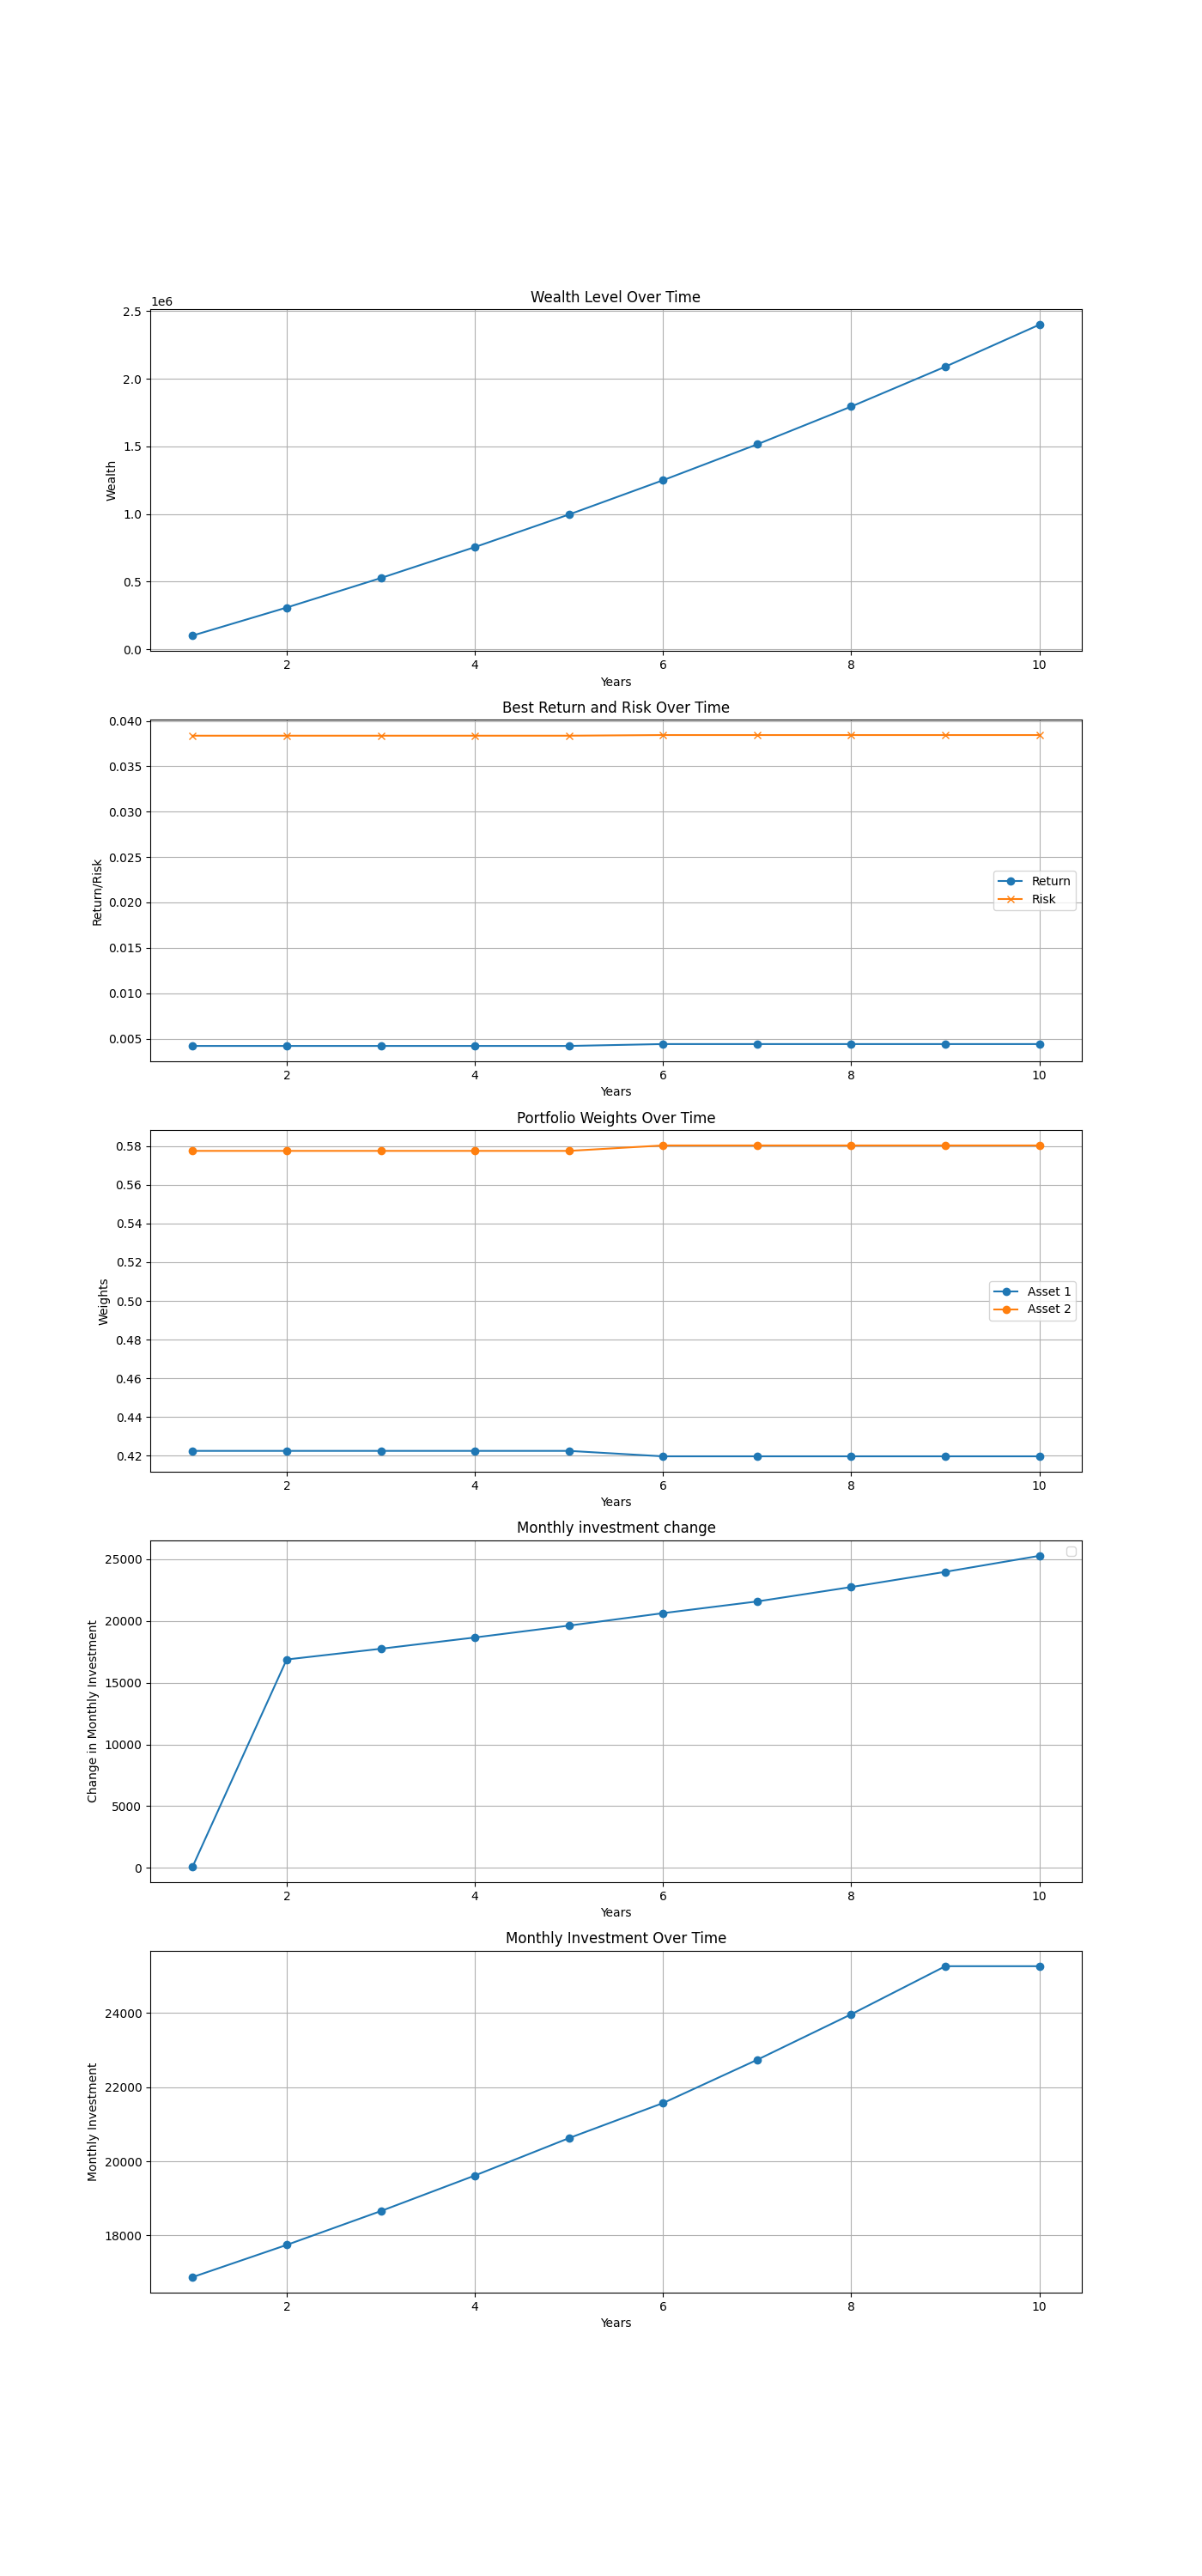 Wealth Level Over Time
1e6
2.5
2.0
1.5
1.0
0.5
0.0
Wealth
2 4 6 8 10
Years
Best Return and Risk Over Time
0.040
0.035
0.030
0.025
0.020
0.015
0.010
0.005
Return/Risk
Return
Risk
2 4 6 8 10
Years
Portfolio Weights Over Time
0.58
0.56
0.54
0.52
0.50
0.48
0.46
0.44
0.42
Weights
Asset 1
Asset 2
2 4 6 8 10
Years
Monthly investment change
25000
20000
15000
10000
5000
0
Change in Monthly Investment
2 4 6 8 10
Years
Monthly Investment Over Time
24000
22000
20000
18000
Monthly Investment
2 4 6 8 10
Years